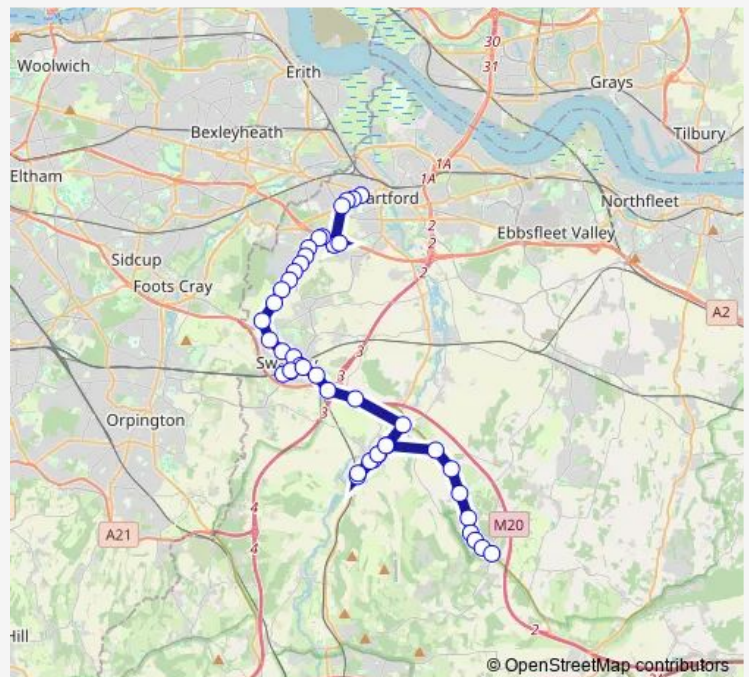 Woolwich
Erith
30
31
Grays
Bexleyheath
Tilbury
Eltham
1A
1A
artford
Northfleet
2
2
Ebbsfleet Valley
Sidcup
2
Foots Cray
A2
3
Sw y
3
Orpington
3
4
4
M20
A21
Hill
2
© OpenStreetMap contributors